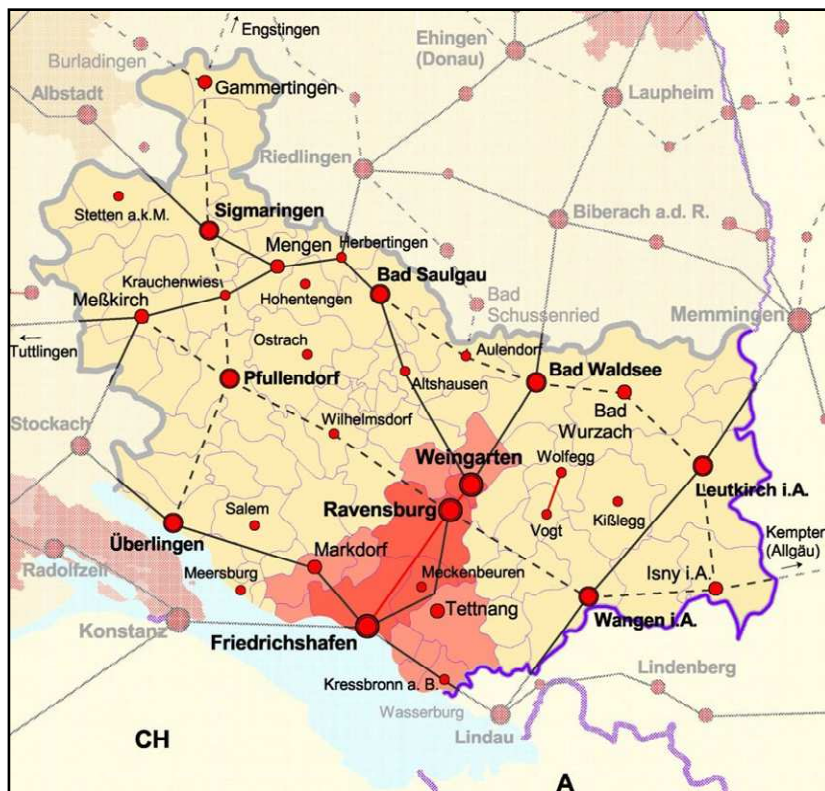 Engstingen
Ehingen
(Donau)
Burladingen
Gammertingen
Albstadt
Laupheim
Riedlingen
Stetten a.k.M.
Sigmaringen
Biberach a.d. R.
Mengen
Herbertingen
Krauchenwies
Bad Saulgau
Meßkirch
Hohentengen
Bad
Schussenried
Memmingen
Tuttlingen
Ostrach
Aulendorf
Pfullendorf
Altshausen
Bad Waldsee
Stockach
Wilhelmsdorf
Bad
Wurzach
Weingarten
Wolfegg
Leutkirch i.A.
Ravensburg
Salem
Vogt
Kißlegg
Überlingen
Kempten
(Allgäu)
Radolfzell
Markdorf
Meersburg
Meckenbeuren
Isny i.A.
Tettnang
Konstanz
Wangen i.A.
Friedrichshafen
Kressbronn a. B.
Lindenberg
Wasserburg
Lindau
CH
A